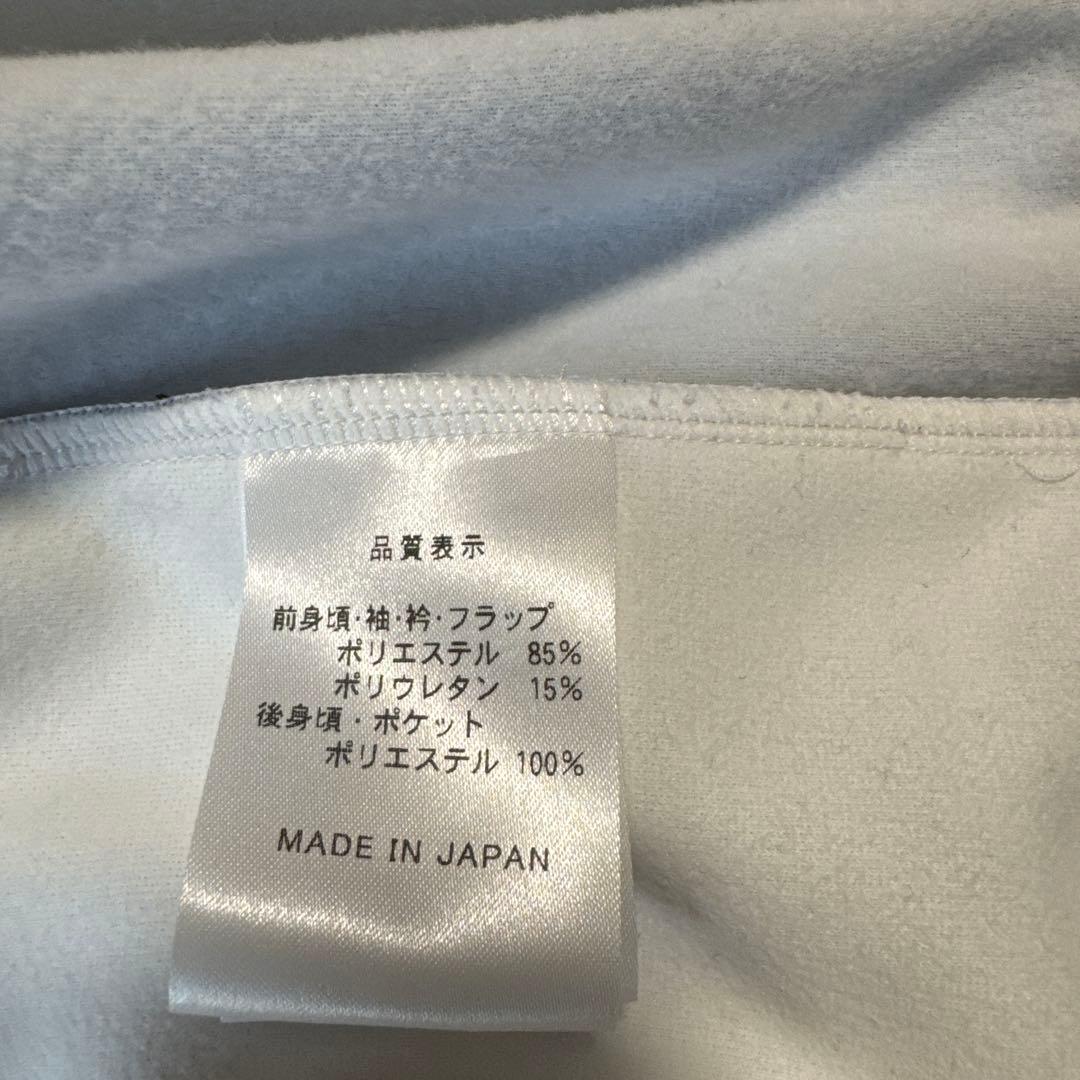 品質表示
前身頃・袖・衿・フラップ
ポリエステル 85%
ポリウレタン 15%
後身頃・ポケット
ポリエステル 100%
MADE IN JAPAN